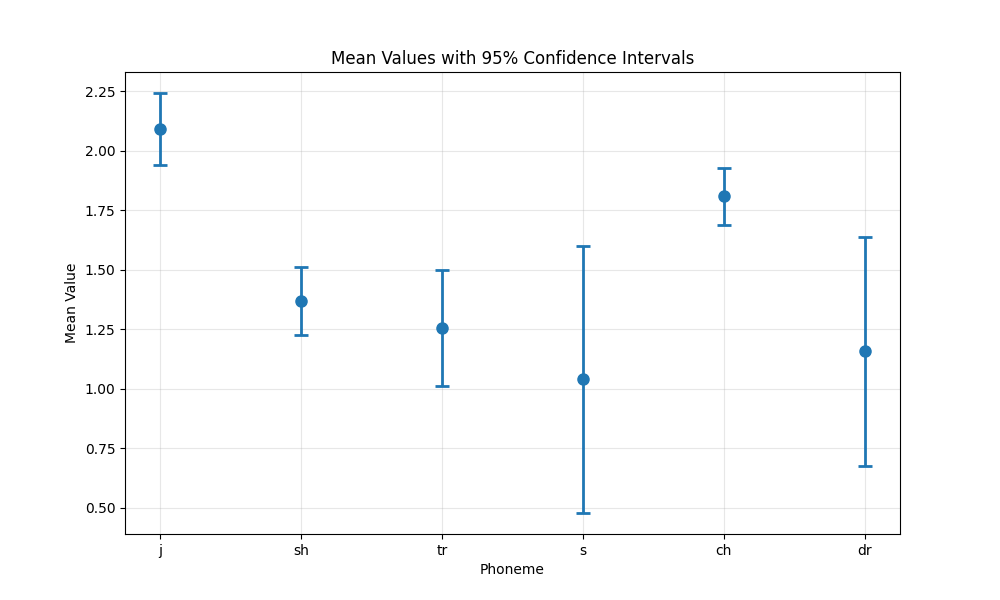 Mean Values with 95% Confidence Intervals
Mean Value
2.25
2.00
1.75
1.50
1.25
1.00
0.75
0.50
j sh tr s ch dr
Phoneme